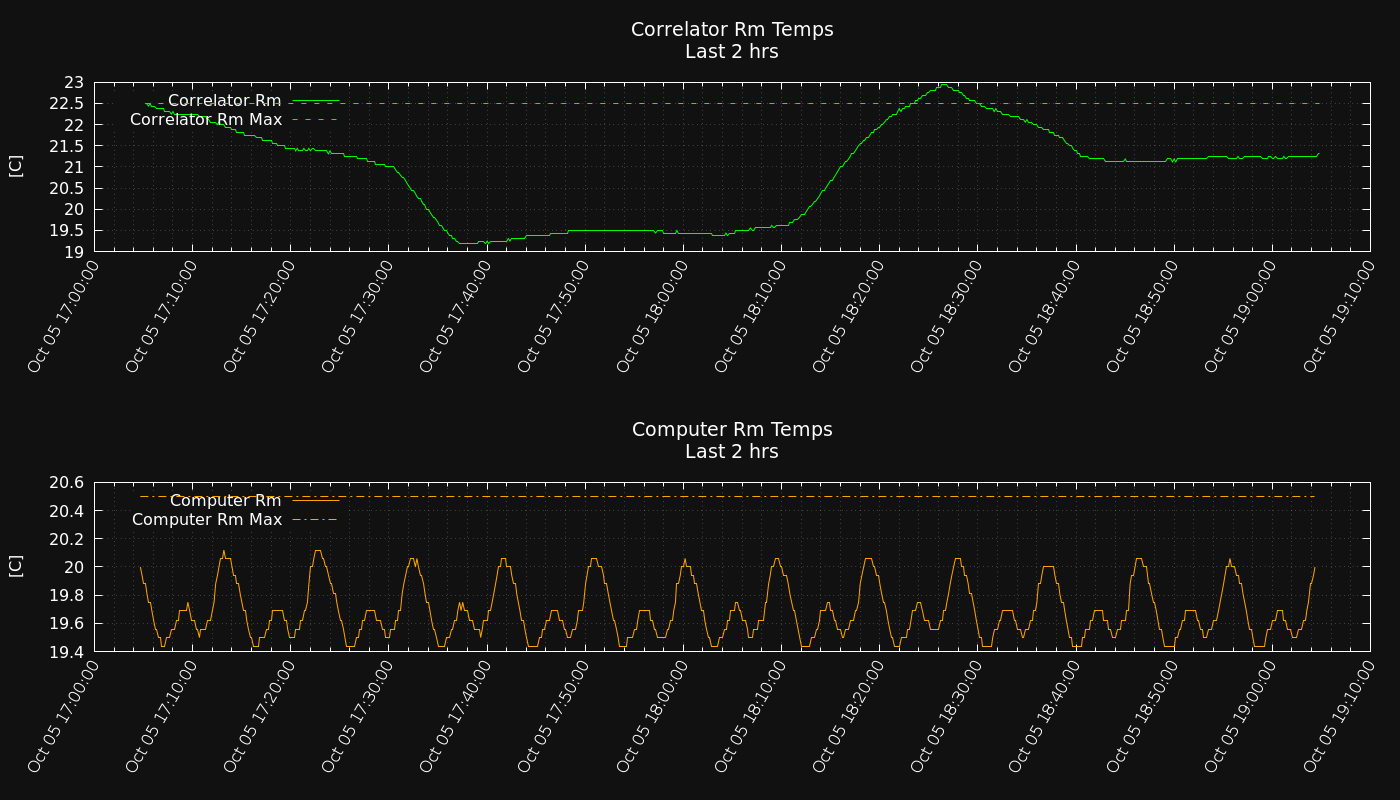 Correlator Rm Temps
Last 2 hrs
[C]
23
22.5
22
21.5
21
20.5
20
19.5
19
Correlator Rm
Correlator Rm Max
Oct 05 17:00:00
Oct 05 17:10:00
Oct 05 17:20:00
Oct 05 17:30:00
Oct 05 17:40:00
Oct 05 17:50:00
Oct 05 18:00:00
Oct 05 18:10:00
Oct 05 18:20:00
Oct 05 18:30:00
Oct 05 18:40:00
Oct 05 18:50:00
Oct 05 19:00:00
Oct 05 19:10:00
Computer Rm Temps
Last 2 hrs
[C]
20.6
20.4
20.2
20
19.8
19.6
19.4
Computer Rm
Computer Rm Max
Oct 05 17:00:00
Oct 05 17:10:00
Oct 05 17:20:00
Oct 05 17:30:00
Oct 05 17:40:00
Oct 05 17:50:00
Oct 05 18:00:00
Oct 05 18:10:00
Oct 05 18:20:00
Oct 05 18:30:00
Oct 05 18:40:00
Oct 05 18:50:00
Oct 05 19:00:00
Oct 05 19:10:00